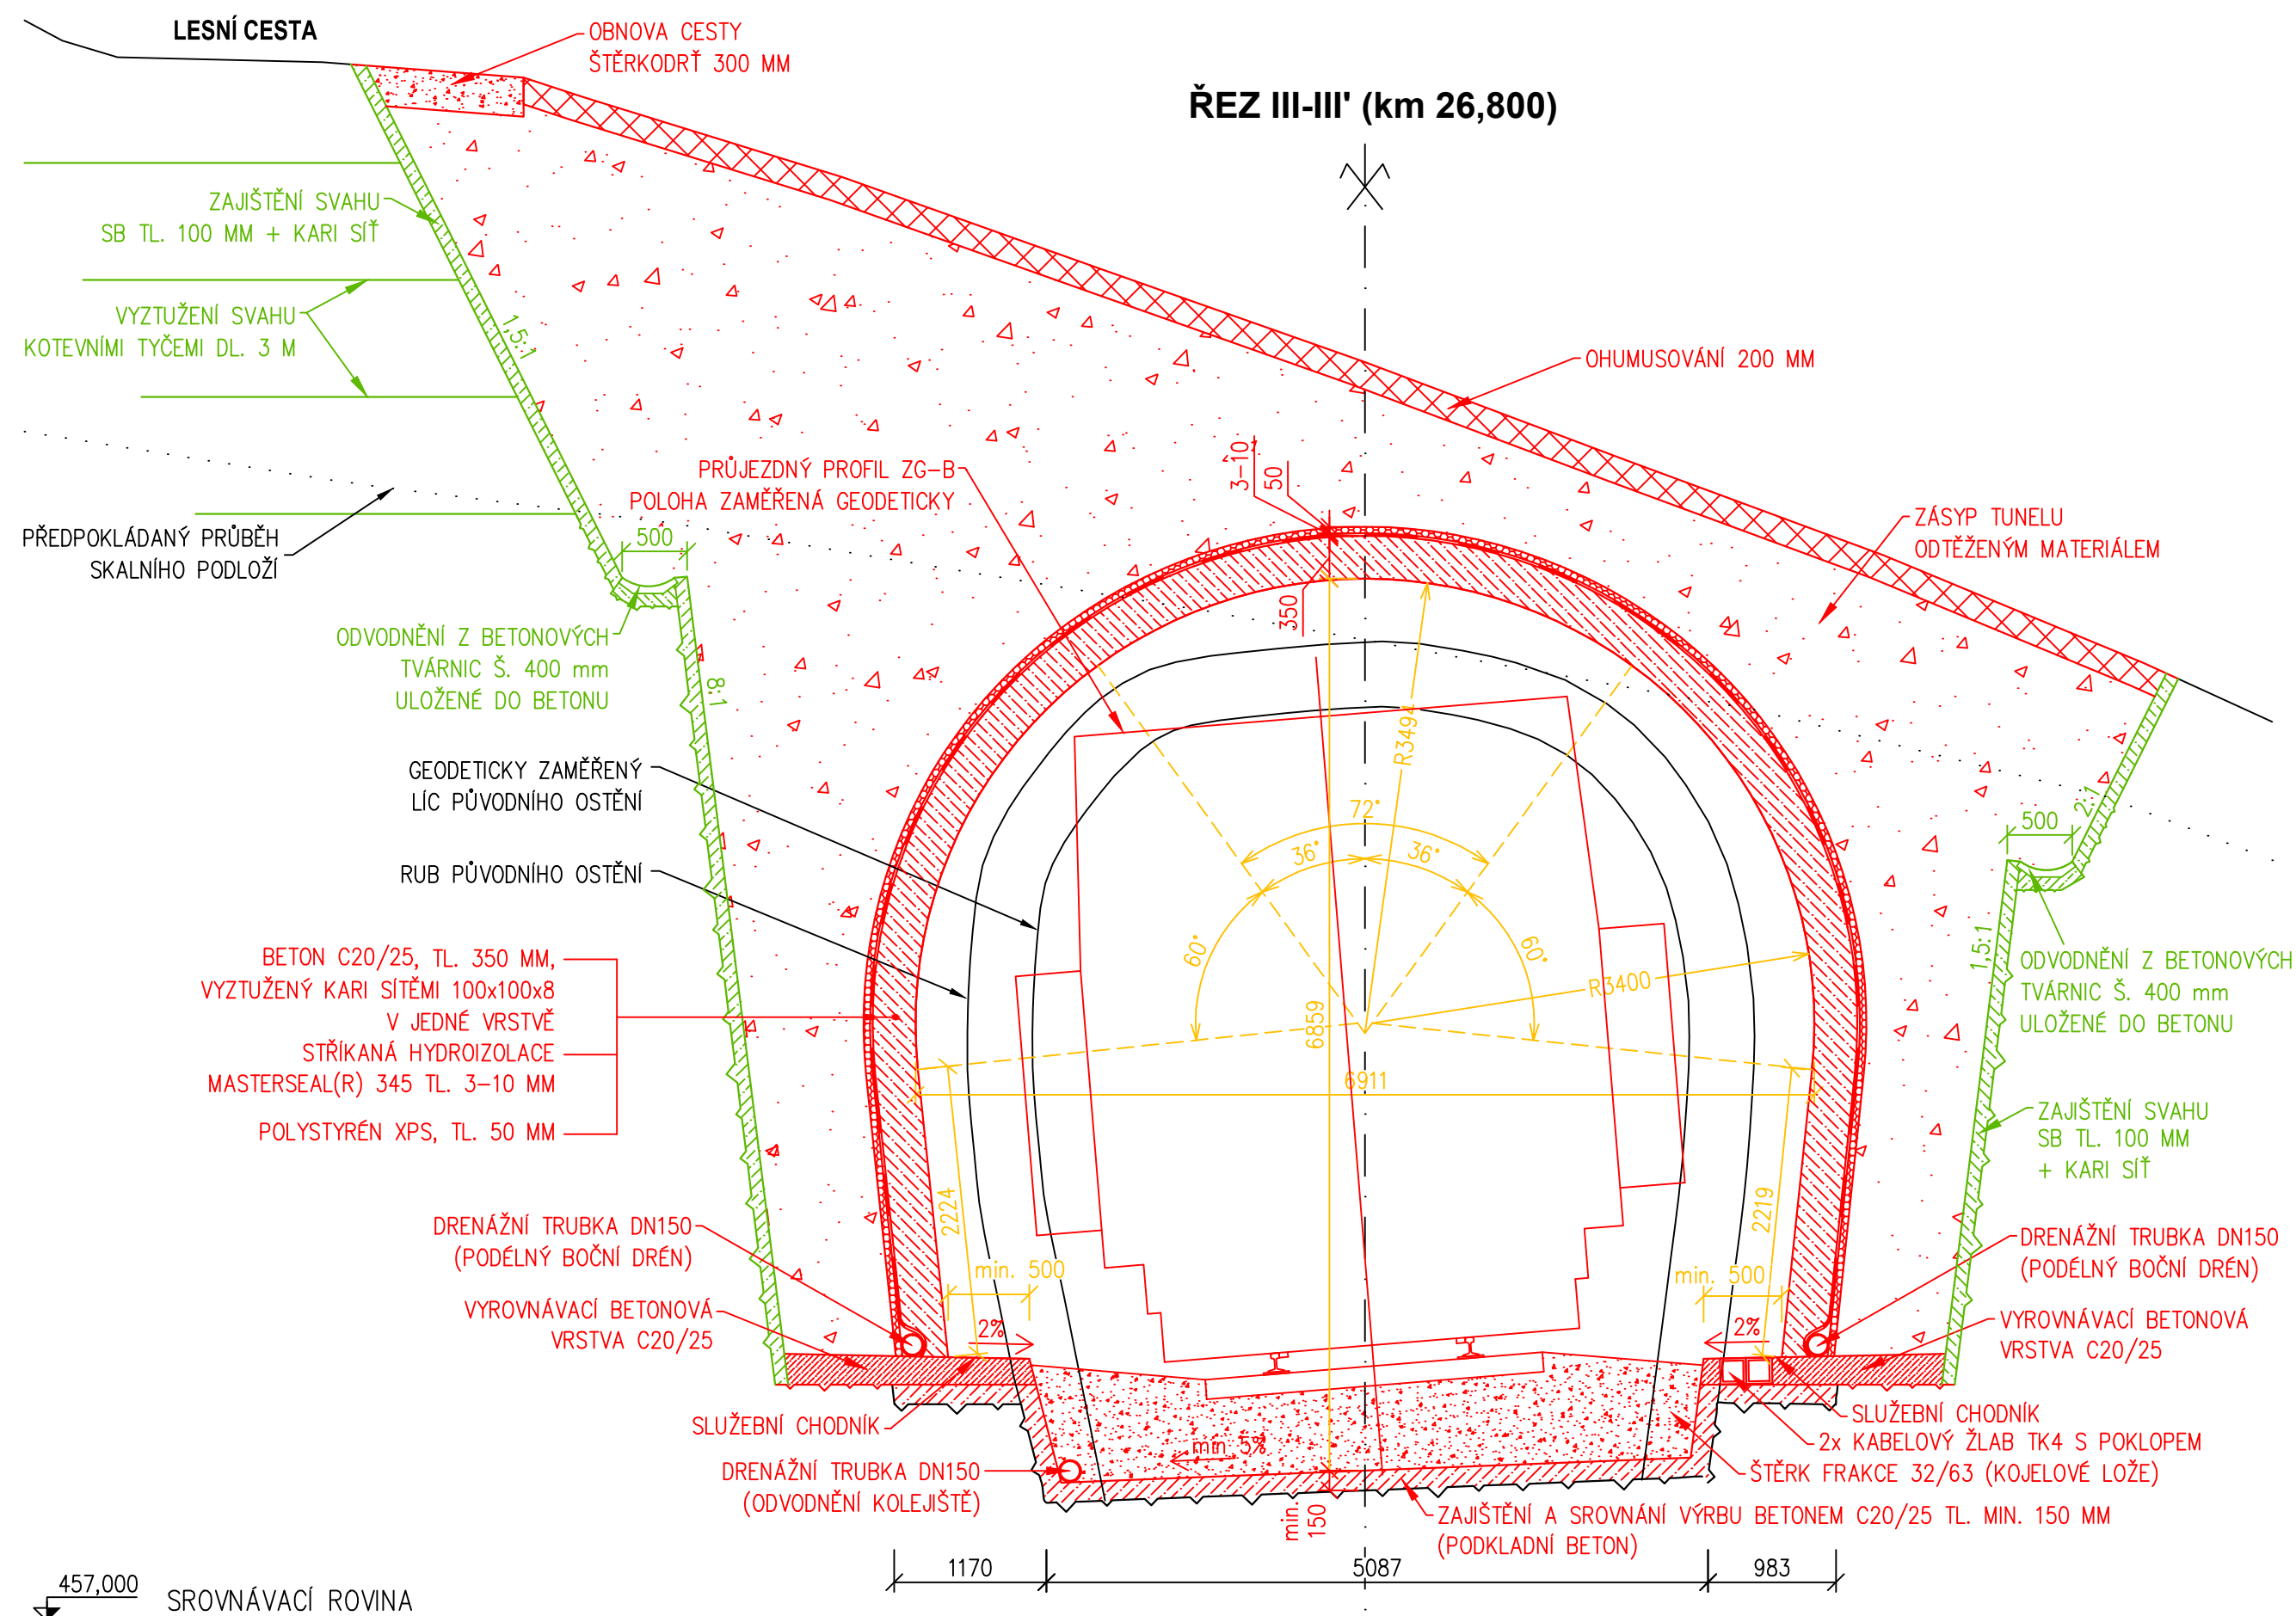 LESNÍ CESTA
OBNOVA CESTY
ŠTĚRKODRŤ 300 MM
ŘEZ III-III' (km 26,800)
ZAJIŠTĚNÍ SVAHU
SB TL. 100 MM + KARI SÍŤ
VYZTUŽENÍ SVAHU
KOTEVNÍMI TYČEMI DL. 3 M
1,5:1
OHUMUSOVÁNÍ 200 MM
PRŮJEZDNÝ PROFIL ZG-B
POLOHA ZAMĚŘENÁ GEODETICKY
3-10
50
350
PŘEDPOKLÁDANÝ PRŮBĚH
SKALNÍHO PODLOŽÍ
500
ZÁSYP TUNELU
ODTĚŽENÝM MATERIÁLEM
ODVODNĚNÍ Z BETONOVÝCH
TVÁRNIC Š. 400 mm
ULOŽENÉ DO BETONU
8:1
R3494
GEODETICKY ZAMĚŘENÝ
LÍC PŮVODNÍHO OSTĚNÍ
72°
36°
36°
60°
60°
500
2:1
RUB PŮVODNÍHO OSTĚNÍ
BETON C20/25, TL. 350 MM,
VYZTUŽENÝ KARI SÍTĚMI 100x100x8
V JEDNÉ VRSTVĚ
STŘÍKANÁ HYDROIZOLACE
MASTERSEAL(R) 345 TL. 3-10 MM
POLYSTYRÉN XPS, TL. 50 MM
R3400
6859
6911
1,5:1
ODVODNĚNÍ Z BETONOVÝCH
TVÁRNIC Š. 400 mm
ULOŽENÉ DO BETONU
ZAJIŠTĚNÍ SVAHU
SB TL. 100 MM
+ KARI SÍŤ
2224
2219
min. 500
min. 500
DRENÁŽNÍ TRUBKA DN150
(PODÉLNÝ BOČNÍ DRÉN)
DRENÁŽNÍ TRUBKA DN150
(PODÉLNÝ BOČNÍ DRÉN)
VYROVNÁVACÍ BETONOVÁ
VRSTVA C20/25
2%
2%
VYROVNÁVACÍ BETONOVÁ
VRSTVA C20/25
SLUŽEBNÍ CHODNÍK
SLUŽEBNÍ CHODNÍK
2x KABELOVÝ ŽLAB TK4 S POKLOPEM
min 5%
DRENÁŽNÍ TRUBKA DN150
(ODVODNĚNÍ KOLEJIŠTĚ)
ŠTĚRK FRAKCE 32/63 (KOJELOVÉ LOŽE)
min.
150
ZAJIŠTĚNÍ A SROVNÁNÍ VÝRBU BETONEM C20/25 TL. MIN. 150 MM
(PODKLADNÍ BETON)
1170
5087
983
457,000
SROVNÁVACÍ ROVINA